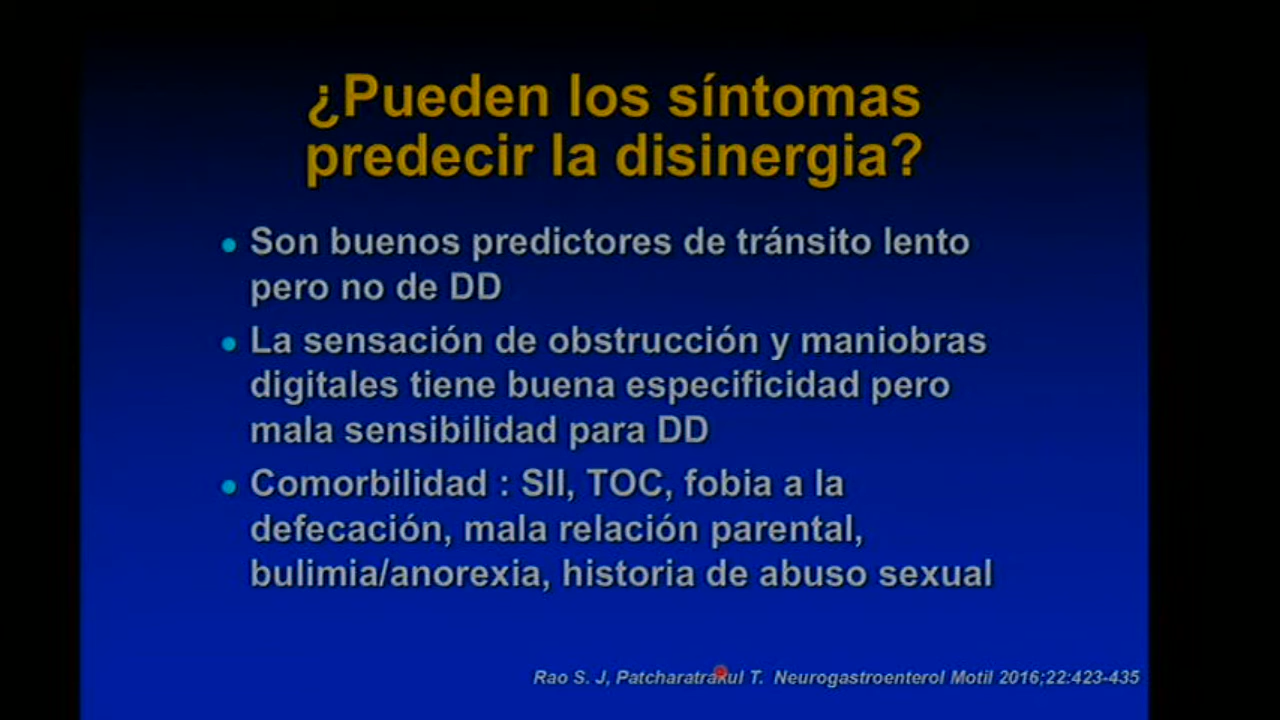 ¿Pueden los síntomas
predecir la disinergia?
Son buenos predictores de tránsito lento
pero no de DD
La sensación de obstrucción y maniobras
digitales tiene buena especificidad pero
mala sensibilidad para DD
Comorbilidad : SII, TOC, fobia a la
defecación, mala relación parental,
bulimia/anorexia, historia de abuso sexual
Rao S. J, Patcharatrakul T. Neurogastroenterol Motil 2016;22:423-435